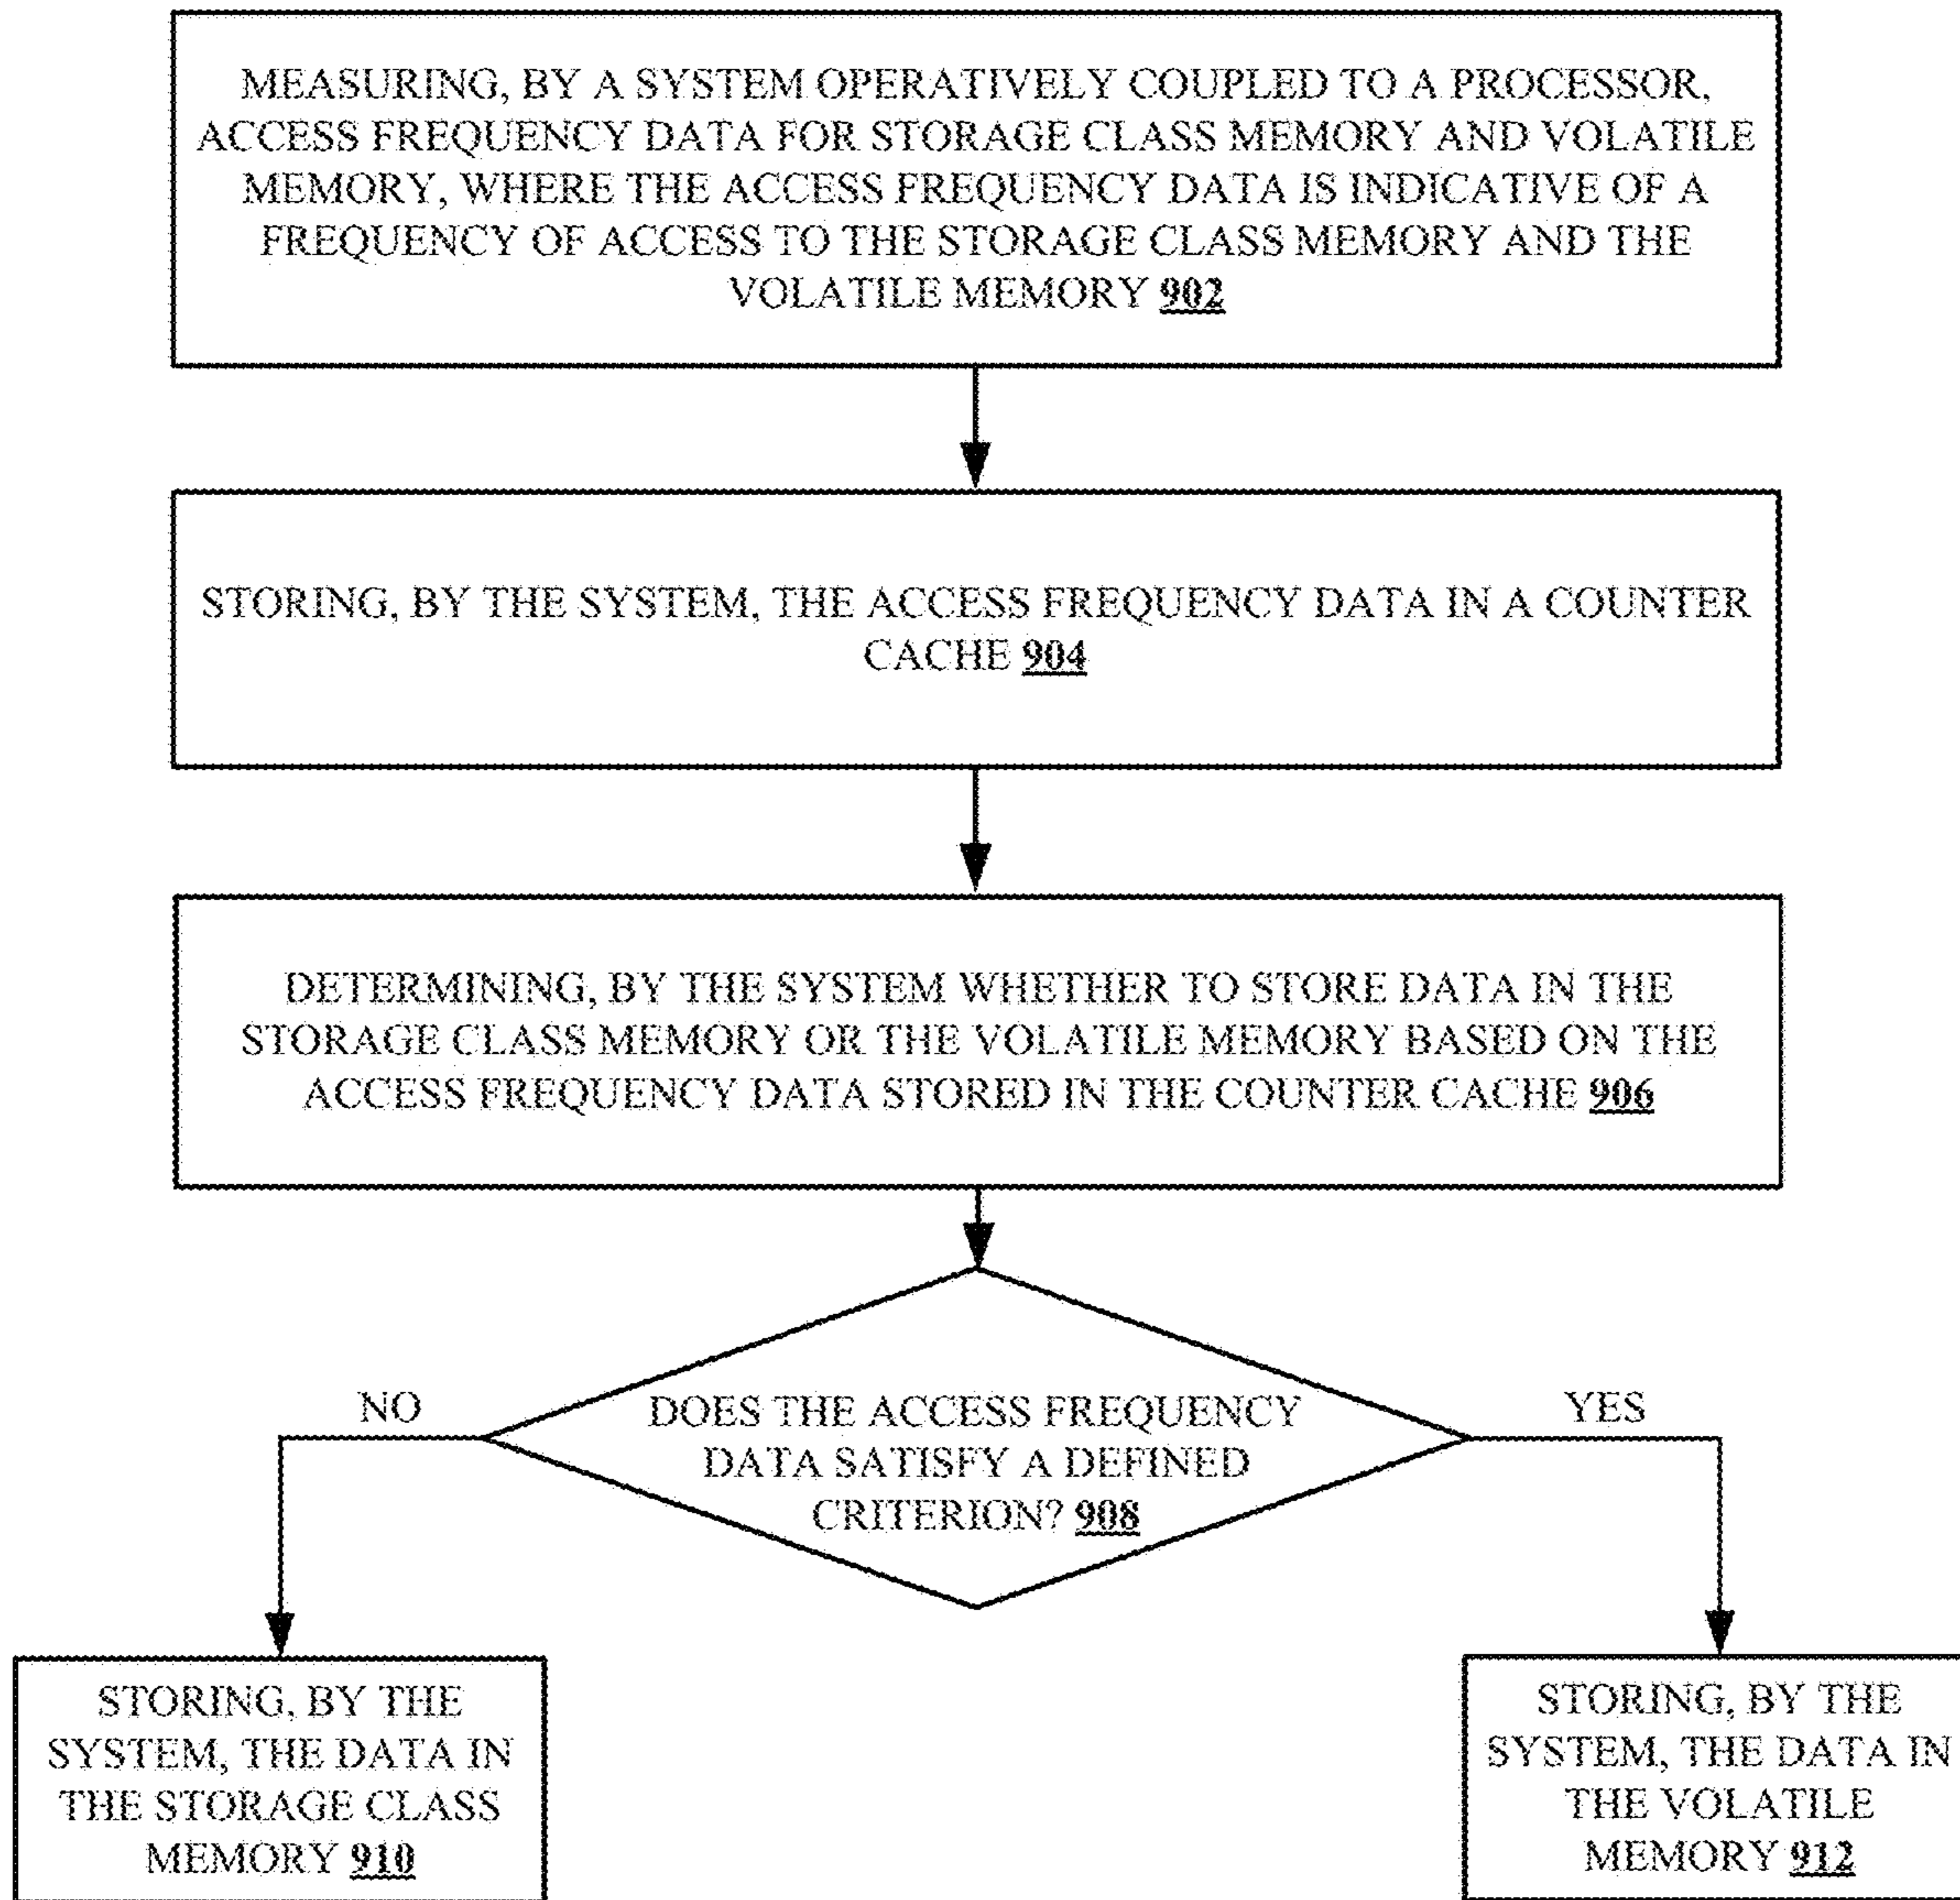 MEASURING, BY A SYSTEM OPERATIVELY COUPLED TO A PROCESSOR,
ACCESS FREQUENCY DATA FOR STORAGE CLASS MEMORY AND VOLATILE
MEMORY, WHERE THE ACCESS FREQUENCY DATA IS INDICATIVE OF A
FREQUENCY OF ACCESS TO THE STORAGE CLASS MEMORY AND THE
VOLATILE MEMORY 902
STORING, BY THE SYSTEM, THE ACCESS FREQUENCY DATA IN A COUNTER
CACHE 904
DETERMINING, BY THE SYSTEM WHETHER TO STORE DATA IN THE
STORAGE CLASS MEMORY OR THE VOLATILE MEMORY BASED ON THE
ACCESS FREQUENCY DATA STORED IN THE COUNTER CACHE 906
NO
DOES THE ACCESS FREQUENCY
DATA SATISFY A DEFINED
CRITERION? 908
YES
STORING, BY THE
SYSTEM, THE DATA IN
THE STORAGE CLASS
MEMORY 910
STORING, BY THE
SYSTEM, THE DATA IN
THE VOLATILE
MEMORY 912